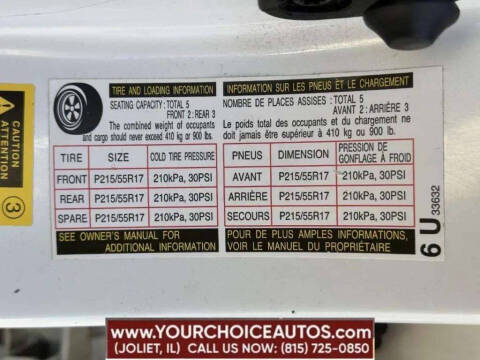 TIRE AND LOADING INFORMATION
SEATING CAPACITY: TOTAL 5
FRONT 2: REAR 3
The combined weight of occupants
and cargo should never exceed 410 kg or 900 lbs.
TIRE SIZE COLD TIRE PRESSURE
FRONT P215/55R17 210kPa, 30PSI
REAR P215/55R17 210kPa, 30PSI
SPARE P215/55R17 210kPa, 30PSI
SEE OWNER'S MANUAL FOR
ADDITIONAL INFORMATION
INFORMATION SUR LES PNEUS ET LE CHARGEMENT
NOMBRE DE PLACES ASSISES : TOTAL 5
AVANT 2: ARRIÈRE 3
Le poids total des occupants et du chargement ne
doit jamais être supérieur à 410 kg ou 900 lb.
PNEUS DIMENSION PRESSION DE
GONFLAGE À FROID
AVANT P215/55R17 210kPa, 30PSI
ARRIÈRE P215/55R17 210kPa, 30PSI
SECOURS P215/55R17 210kPa, 30PSI
POUR PLUS D'AMPLES INFORMATIONS,
VOIR LE MANUEL DU PROPRIÉTAIRE
6 U 33632
CAUTION
ATTENTION
3
WWW.YOURCHOICEAUTOS.COM
(JOLIET, IL) CALL US NOW: (815) 725-0850